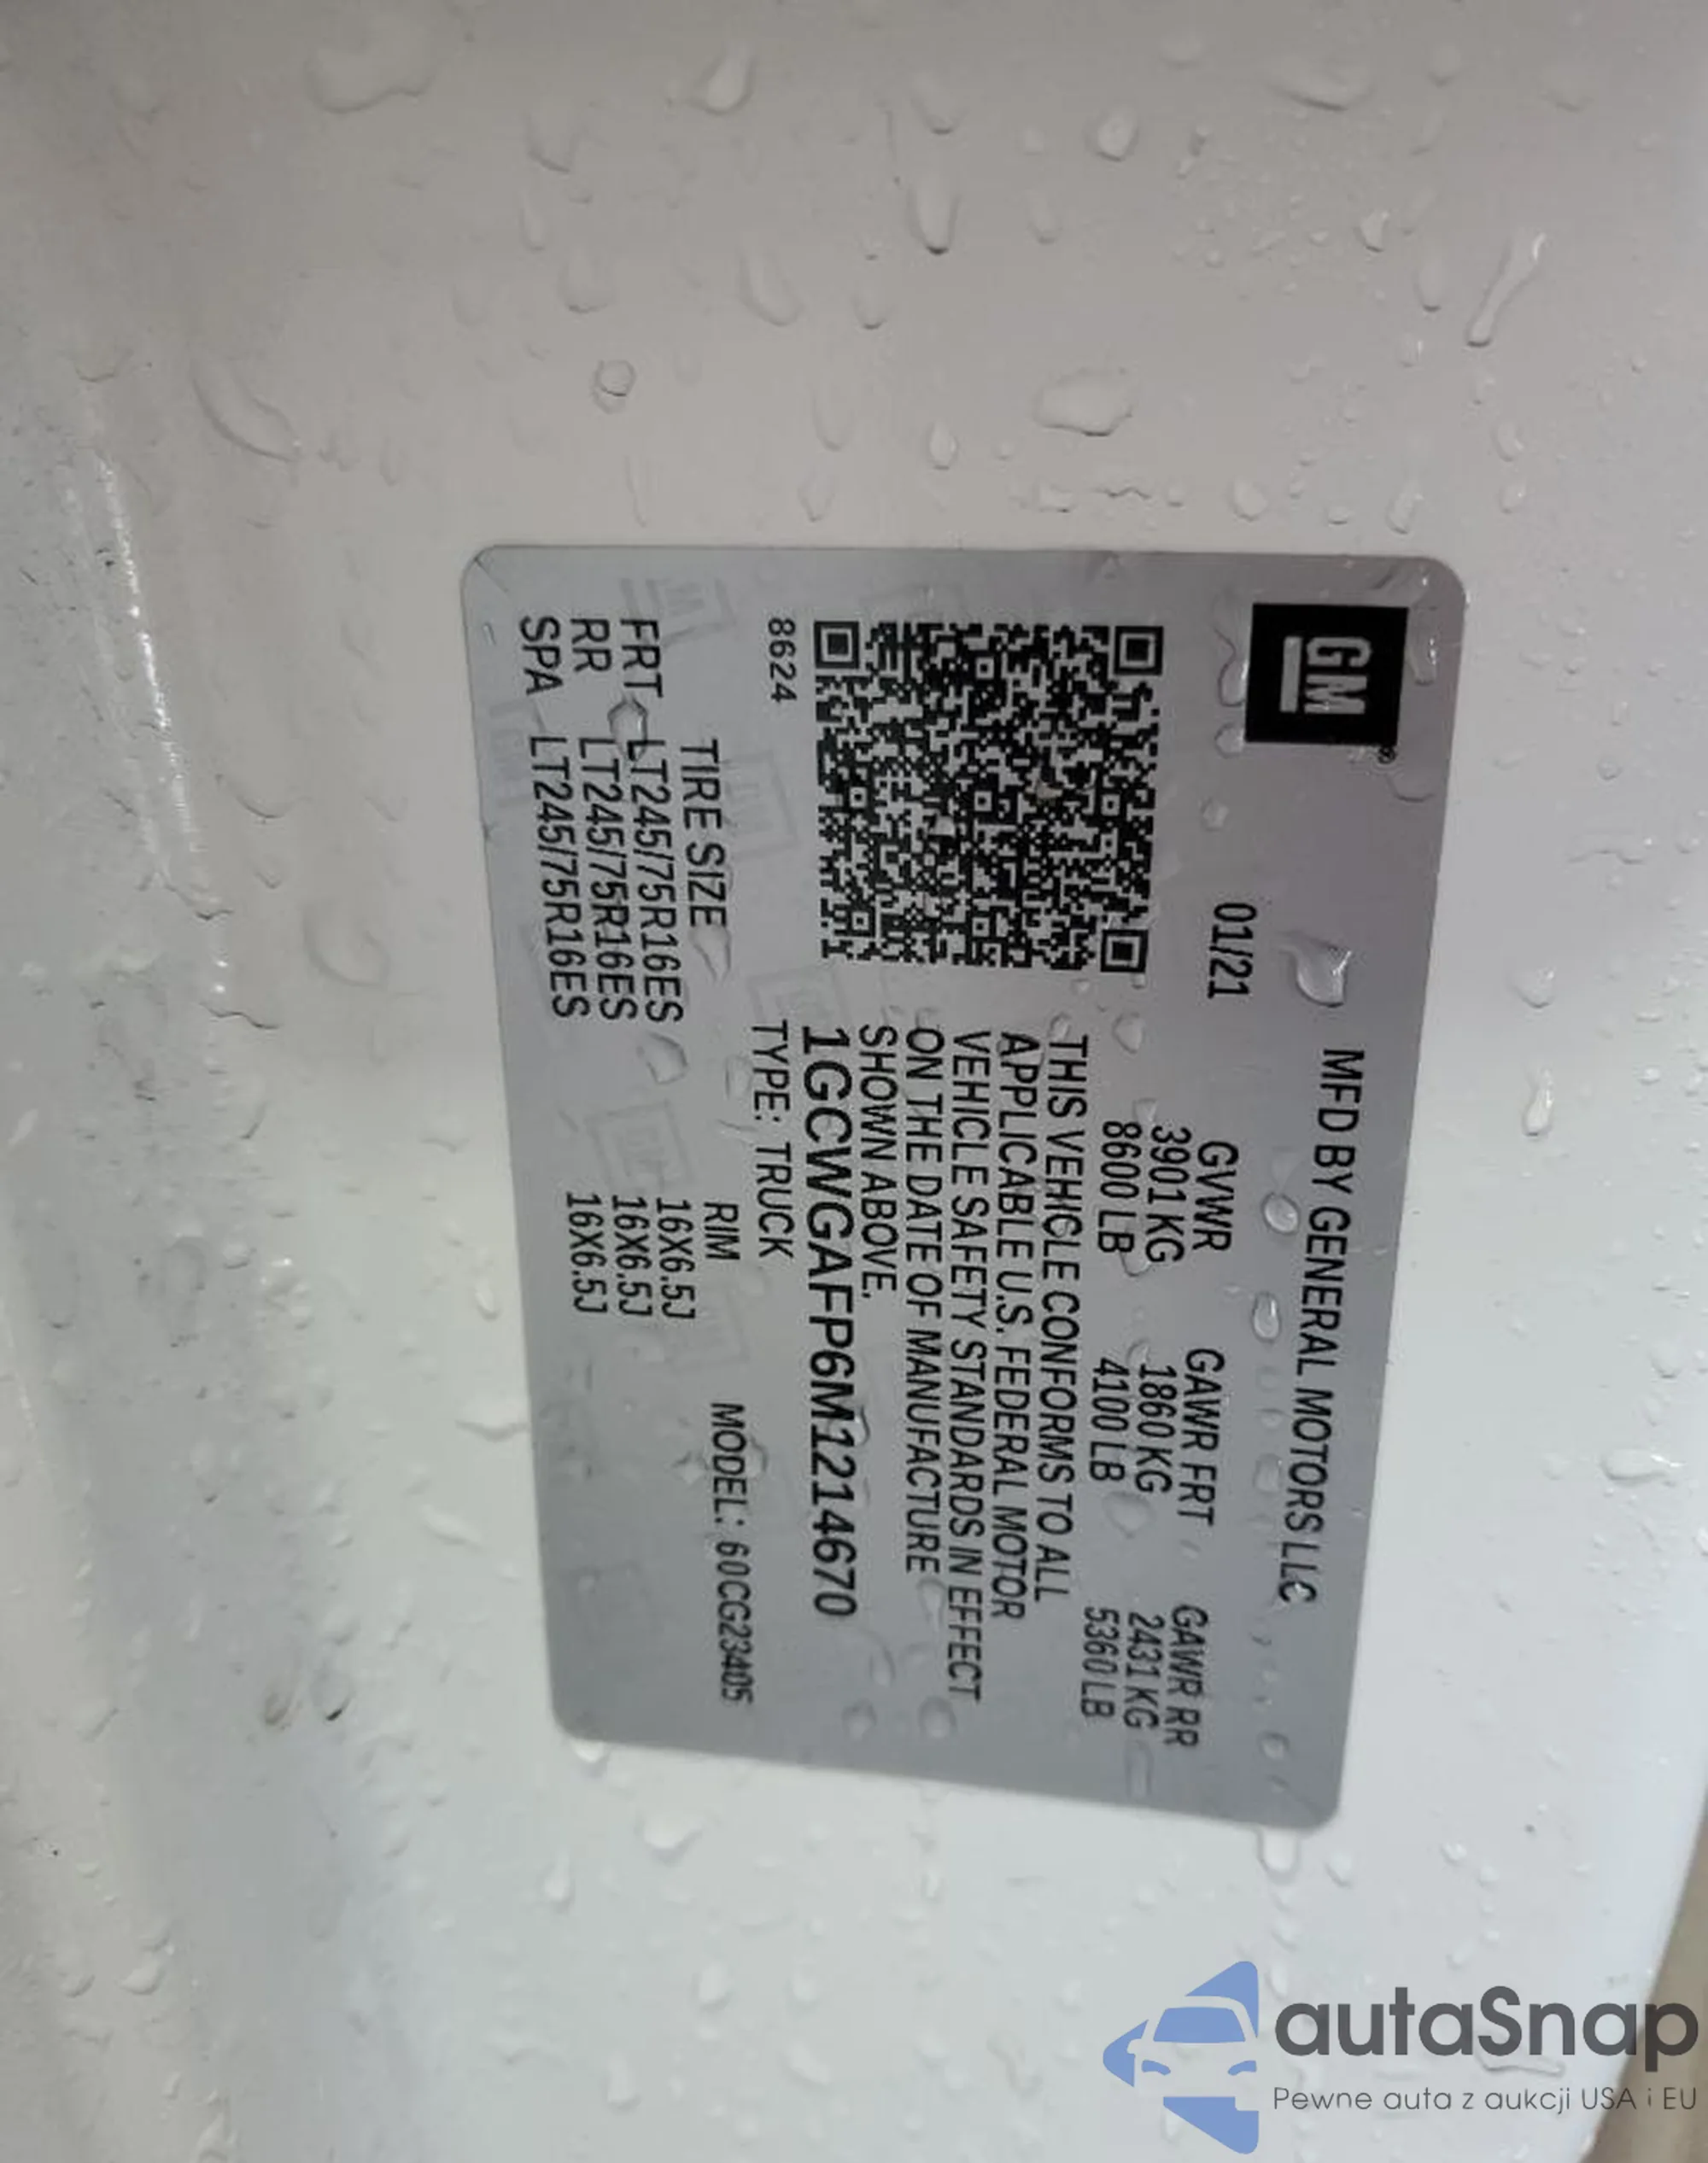 GM®
MFD BY GENERAL MOTORS LLC
01/21
GVWR GAWR FRT GAWR RR
3901 KG 1860 KG 2431 KG
8600 LB 4100 LB 5360 LB
THIS VEHICLE CONFORMS TO ALL
APPLICABLE U.S. FEDERAL MOTOR
VEHICLE SAFETY STANDARDS IN EFFECT
ON THE DATE OF MANUFACTURE
SHOWN ABOVE.
1GCWGAFP6M1214670
8624
TYPE: TRUCK
MODEL: 60CG23405
TIRE SIZE RIM
FRT LT245/75R16ES 16X6.5J
RR LT245/75R16ES 16X6.5J
SPA LT245/75R16ES 16X6.5J
autaSnap
Pewne auta z aukcji USA i EU